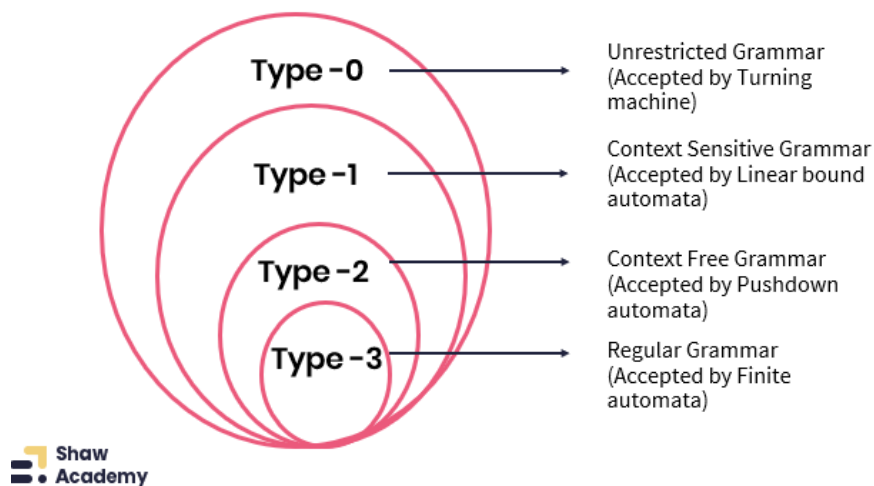 Type-0
Unrestricted Grammar
(Accepted by Turning
machine)
Type-1
Context Sensitive Grammar
(Accepted by Linear bound
automata)
Type-2
Context Free Grammar
(Accepted by Pushdown
automata)
Type-3
Regular Grammar
(Accepted by Finite
automata)
Shaw
Academy